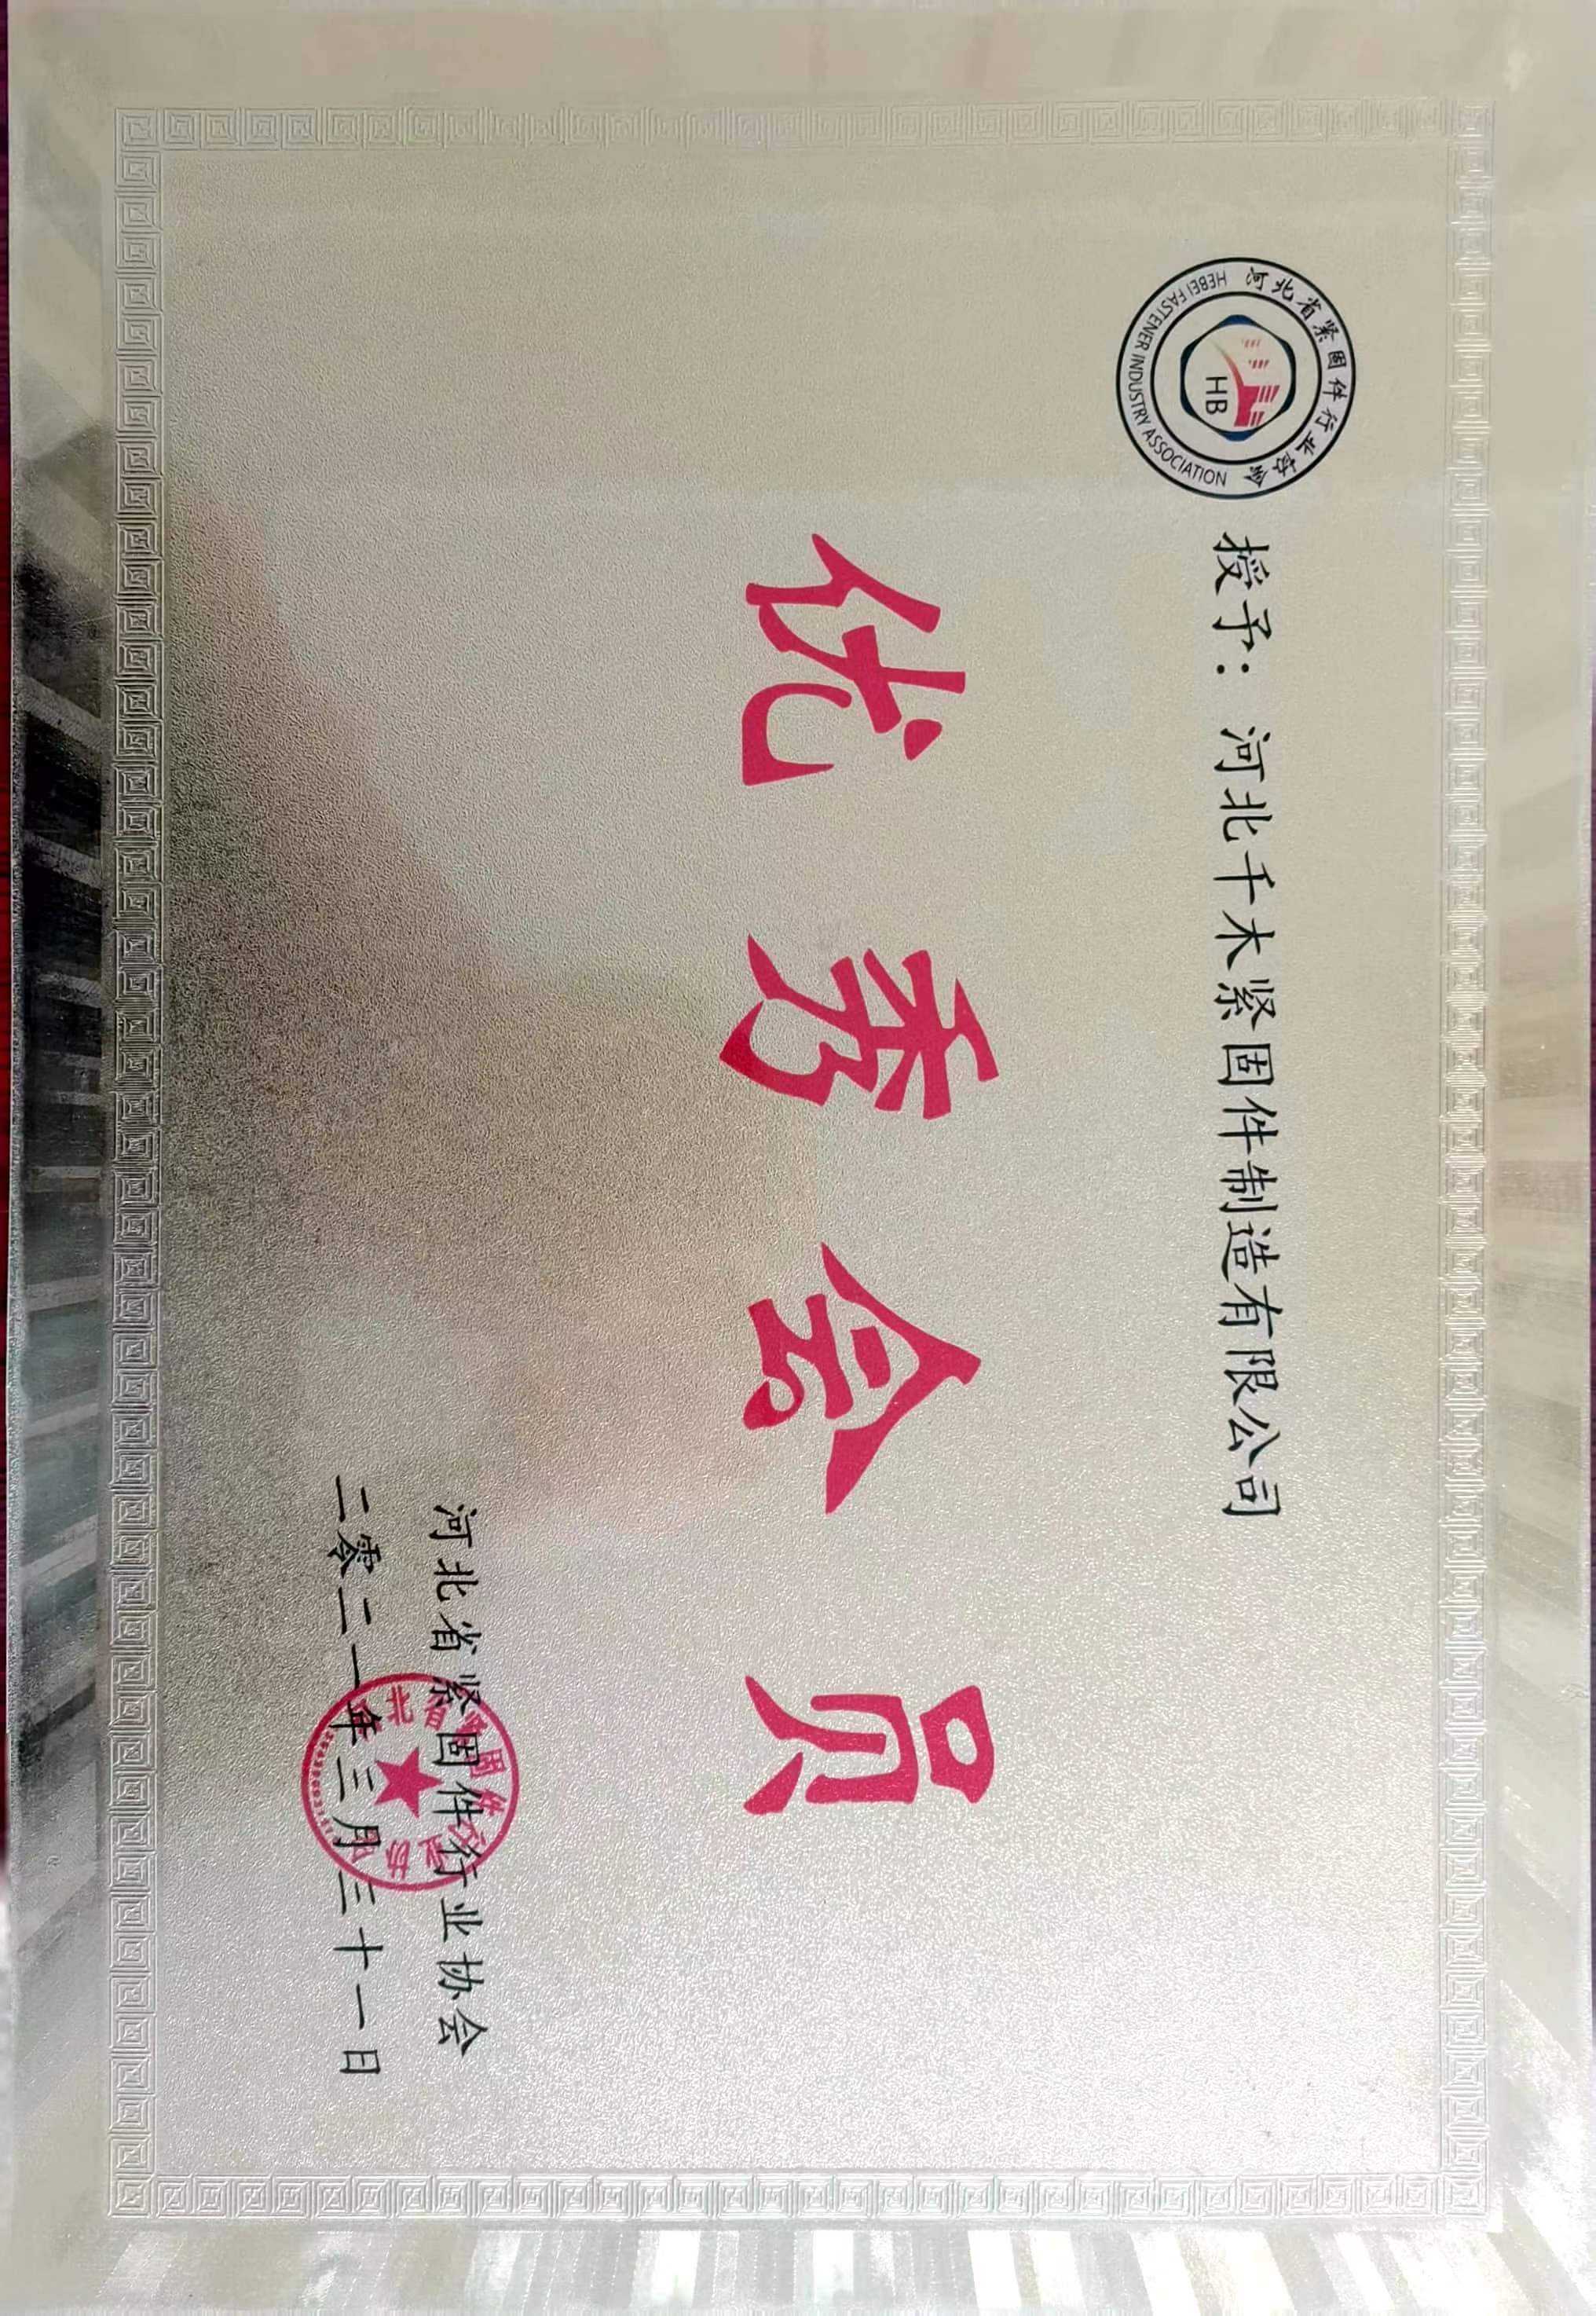 河北省紧固件行业协会
HEBEI FASTENER INDUSTRY ASSOCIATION
HB
授予：河北千木紧固件制造有限公司
优秀会员
河北省紧固件行业协会
二零二一年三月三十一日